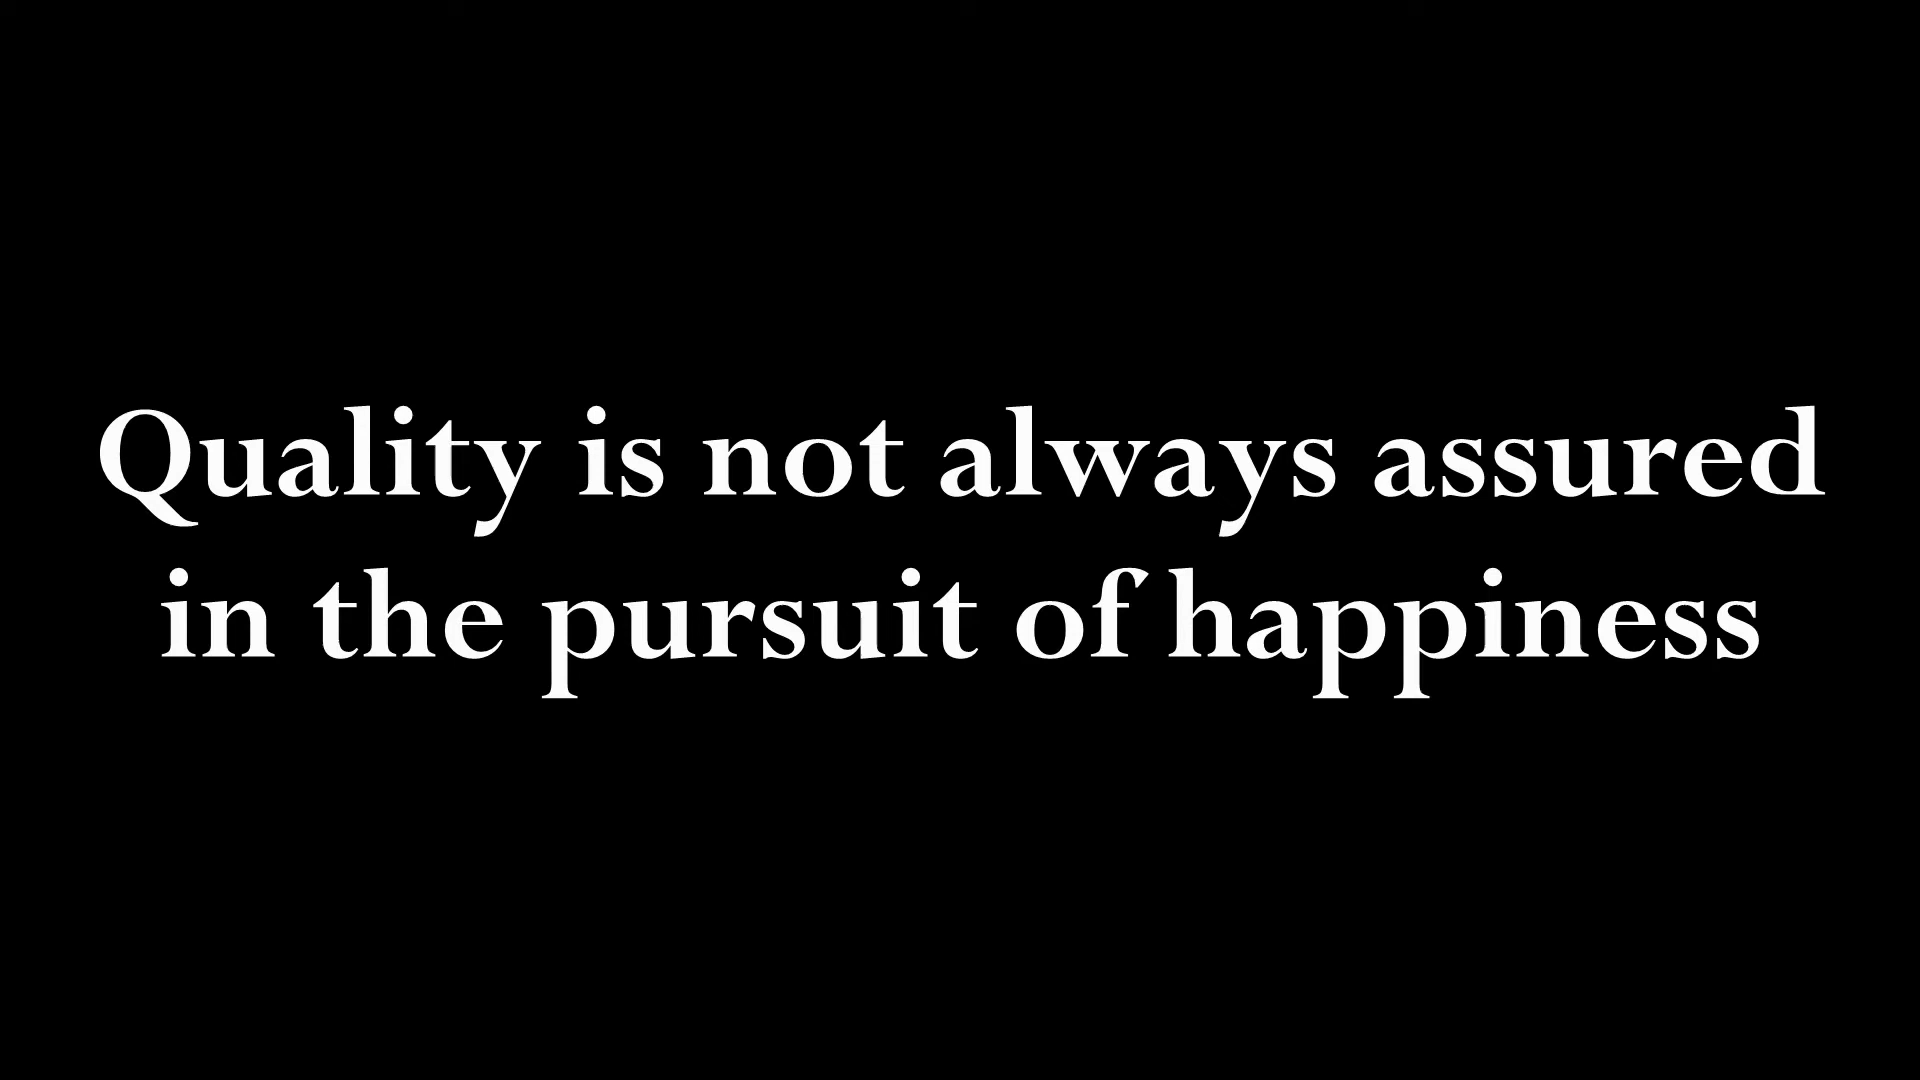 Quality is not always assured
in the pursuit of happiness